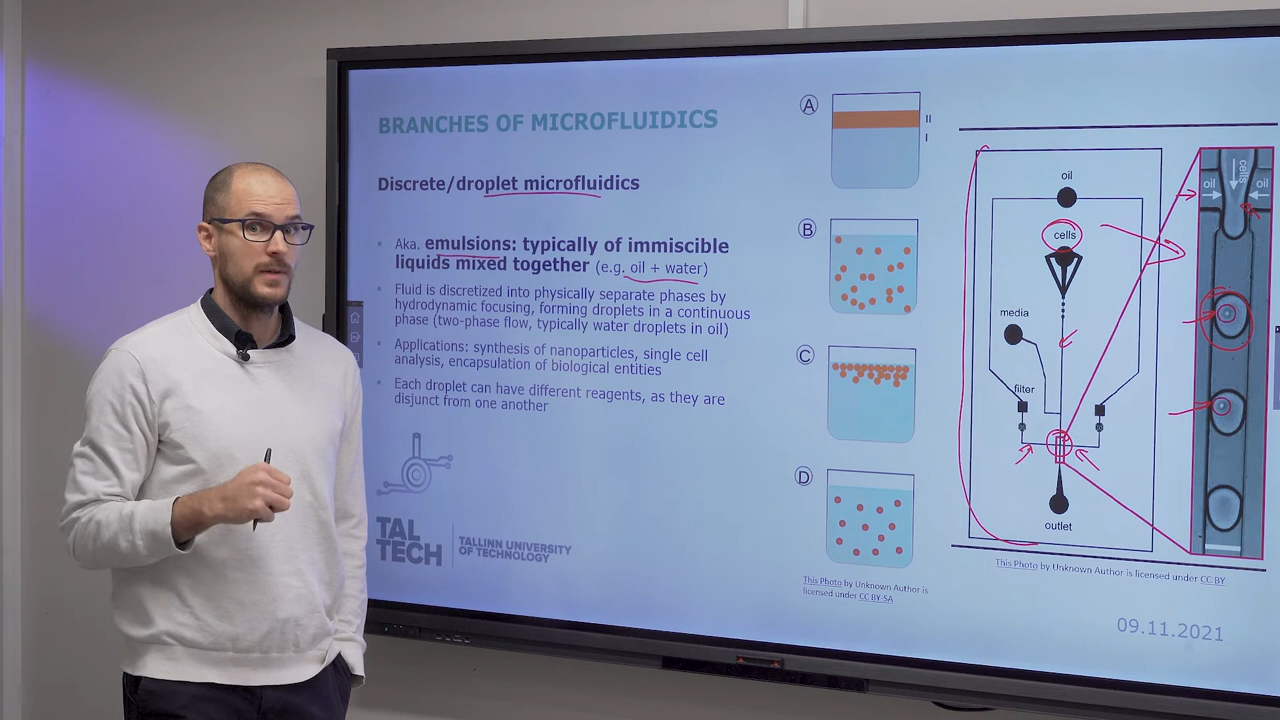 BRANCHES OF MICROFLUIDICS
Discrete/droplet microfluidics
• Aka. emulsions: typically of immiscible
liquids mixed together (e.g. oil + water)
• Fluid is discretized into physically separate phases by
hydrodynamic focusing, forming droplets in a continuous
phase (two-phase flow, typically water droplets in oil)
• Applications: synthesis of nanoparticles, single cell
analysis, encapsulation of biological entities
• Each droplet can have different reagents, as they are
disjunct from one another
TAL
TECH
TALLINN UNIVERSITY
OF TECHNOLOGY
A
II
I
B
C
D
This Photo by Unknown Author is
licensed under CC BY-SA
oil
cells
media
filter
outlet
oil
cells
oil
This Photo by Unknown Author is licensed under CC BY
09.11.2021